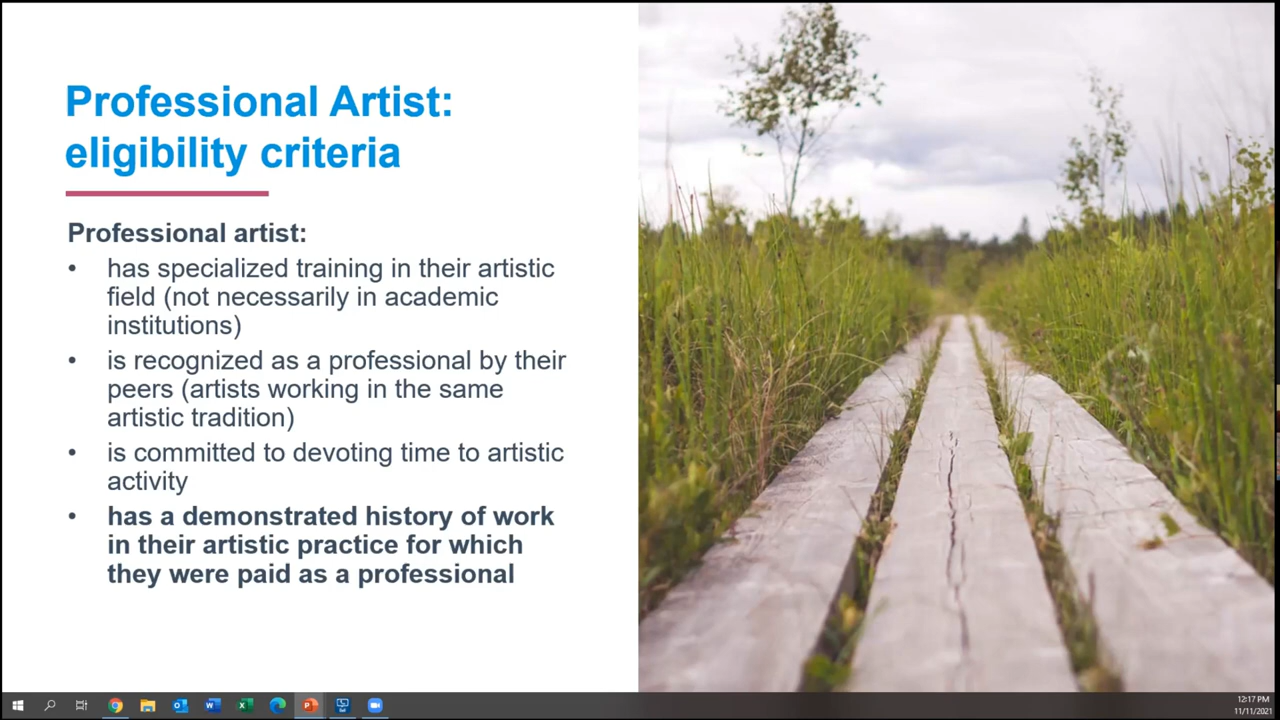 Professional Artist:
eligibility criteria
Professional artist:
• has specialized training in their artistic
field (not necessarily in academic
institutions)
• is recognized as a professional by their
peers (artists working in the same
artistic tradition)
• is committed to devoting time to artistic
activity
• has a demonstrated history of work
in their artistic practice for which
they were paid as a professional
12:17 PM
11/11/2021